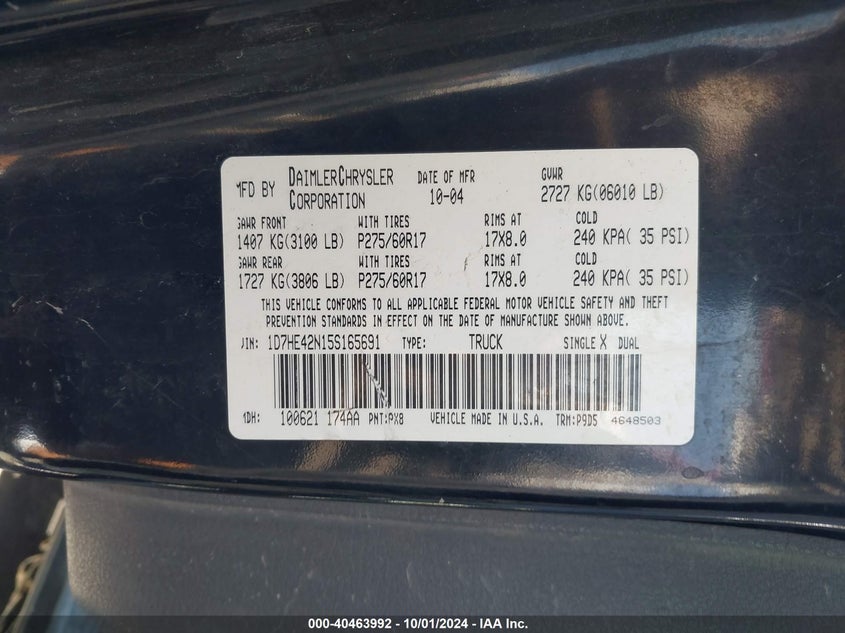 MFD BY DAIMLERCHRYSLER CORPORATION DATE OF MFR 10-04 GVWR 2727 KG(06010 LB)
GAWR FRONT WITH TIRES RIMS AT COLD
1407 KG(3100 LB) P275/60R17 17X8.0 240 KPA( 35 PSI)
GAWR REAR WITH TIRES RIMS AT COLD
1727 KG(3806 LB) P275/60R17 17X8.0 240 KPA( 35 PSI)
THIS VEHICLE CONFORMS TO ALL APPLICABLE FEDERAL MOTOR VEHICLE SAFETY AND THEFT
PREVENTION STANDARDS IN EFFECT ON THE DATE OF MANUFACTURE SHOWN ABOVE.
VIN: 1D7HE42N15S165691 TYPE: TRUCK SINGLE X DUAL
MDH: 100621 174AA PNT:PX8 VEHICLE MADE IN U.S.A. TRM:P9D5 4648503
000-40463992 - 10/01/2024 - IAA Inc.